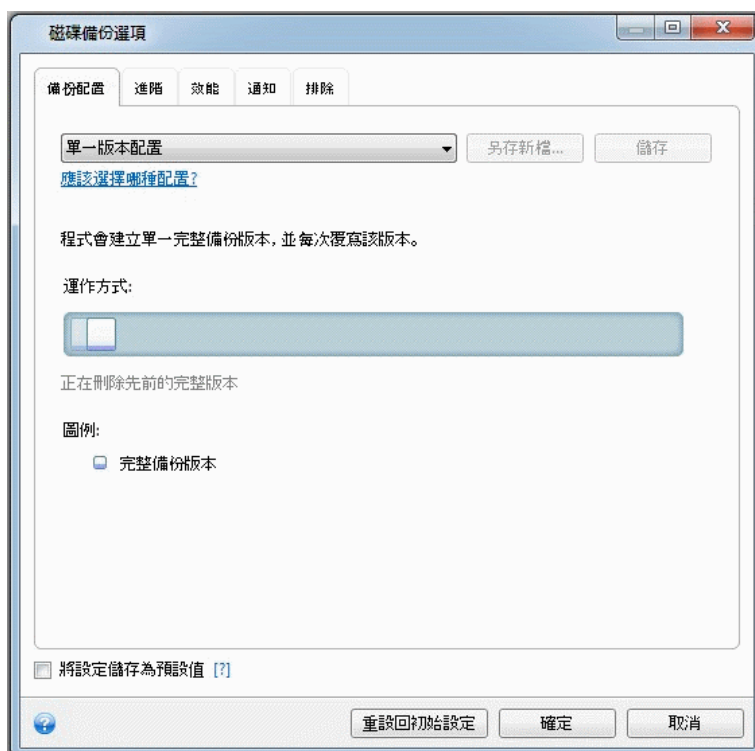 磁碟備份選項
備份配置 進階 效能 通知 排除
單一版本配置 另存新檔... 儲存
應該選擇哪種配置?
程式會建立單一完整備份版本, 並每次覆寫該版本。
運作方式:
正在刪除先前的完整版本
圖例:
完整備份版本
將設定儲存為預設值 [?]
重設回初始設定 確定 取消